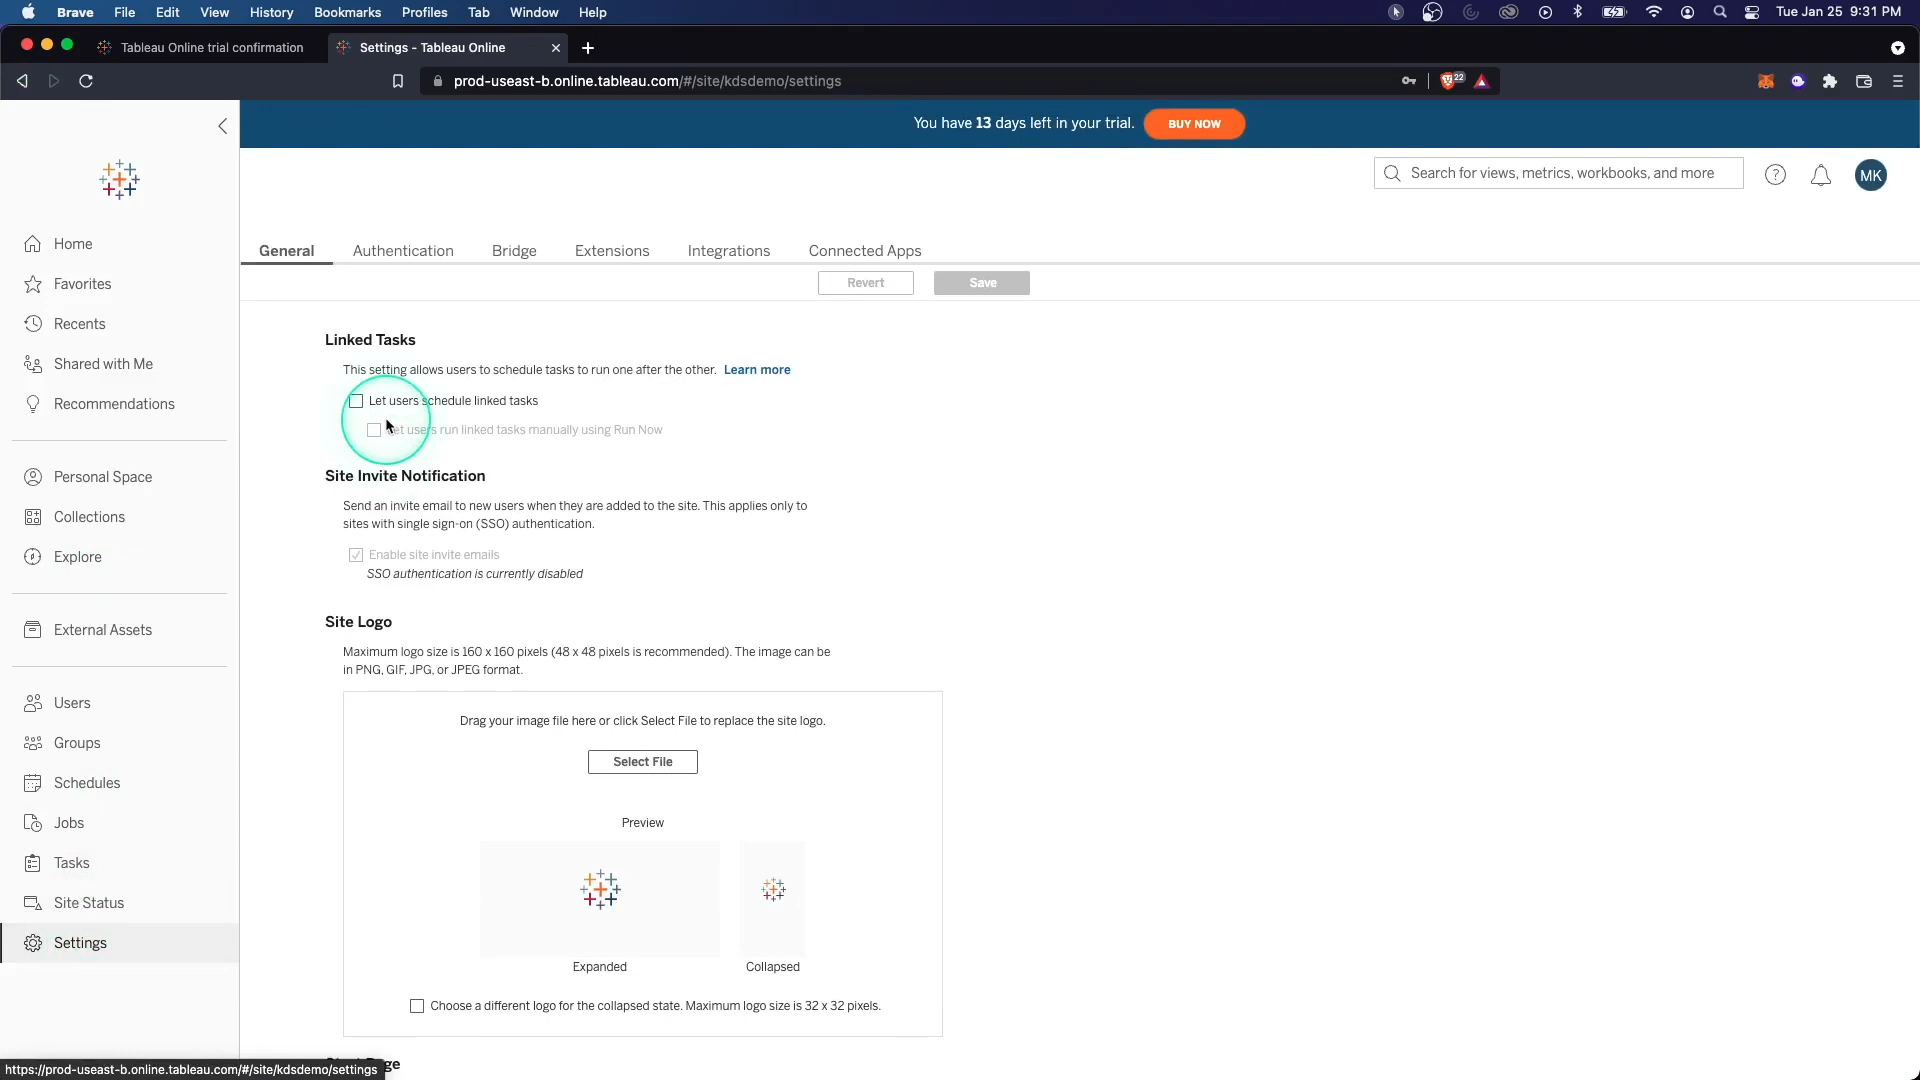 Brave File Edit View History Bookmarks Profiles Tab Window Help Tue Jan 25 9:31 PM
Tableau Online trial confirmation Settings - Tableau Online
prod-useast-b.online.tableau.com/#/site/kdsdemo/settings 22
You have 13 days left in your trial. BUY NOW
Search for views, metrics, workbooks, and more ? MK
Home
Favorites
Recents
Shared with Me
Recommendations
Personal Space
Collections
Explore
External Assets
Users
Groups
Schedules
Jobs
Tasks
Site Status
Settings
General Authentication Bridge Extensions Integrations Connected Apps
Revert Save
Linked Tasks
This setting allows users to schedule tasks to run one after the other. Learn more
Let users schedule linked tasks
users run linked tasks manually using Run Now
Site Invite Notification
Send an invite email to new users when they are added to the site. This applies only to
sites with single sign-on (SSO) authentication.
Enable site invite emails
SSO authentication is currently disabled
Site Logo
Maximum logo size is 160 x 160 pixels (48 x 48 pixels is recommended). The image can be
in PNG, GIF, JPG, or JPEG format.
Drag your image file here or click Select File to replace the site logo.
Select File
Preview
Expanded Collapsed
Choose a different logo for the collapsed state. Maximum logo size is 32 x 32 pixels.
https://prod-useast-b.online.tableau.com/#/site/kdsdemo/settings